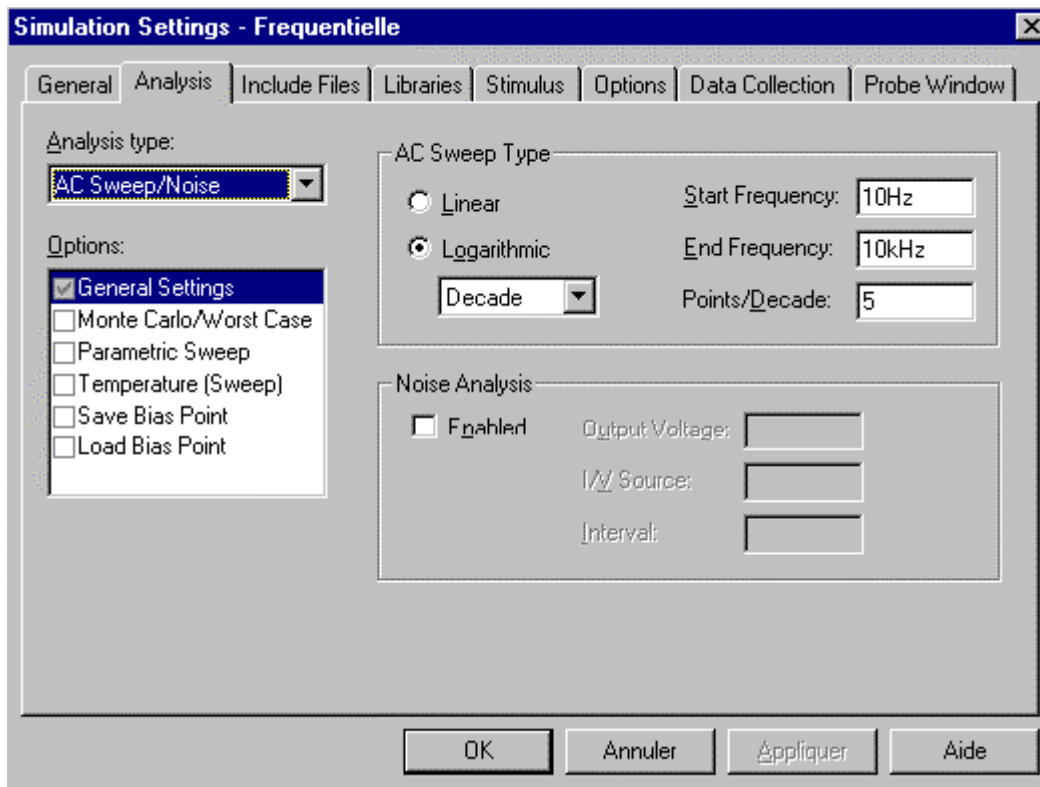 Simulation Settings - Frequentielle
General Analysis Include Files Libraries Stimulus Options Data Collection Probe Window
Analysis type:
AC Sweep/Noise
Options:
General Settings
Monte Carlo/Worst Case
Parametric Sweep
Temperature (Sweep)
Save Bias Point
Load Bias Point
AC Sweep Type
Linear
Logarithmic
Decade
Start Frequency: 10Hz
End Frequency: 10kHz
Points/Decade: 5
Noise Analysis
Enabled
Output Voltage:
I/V Source:
Interval:
OK Annuler Appliquer Aide